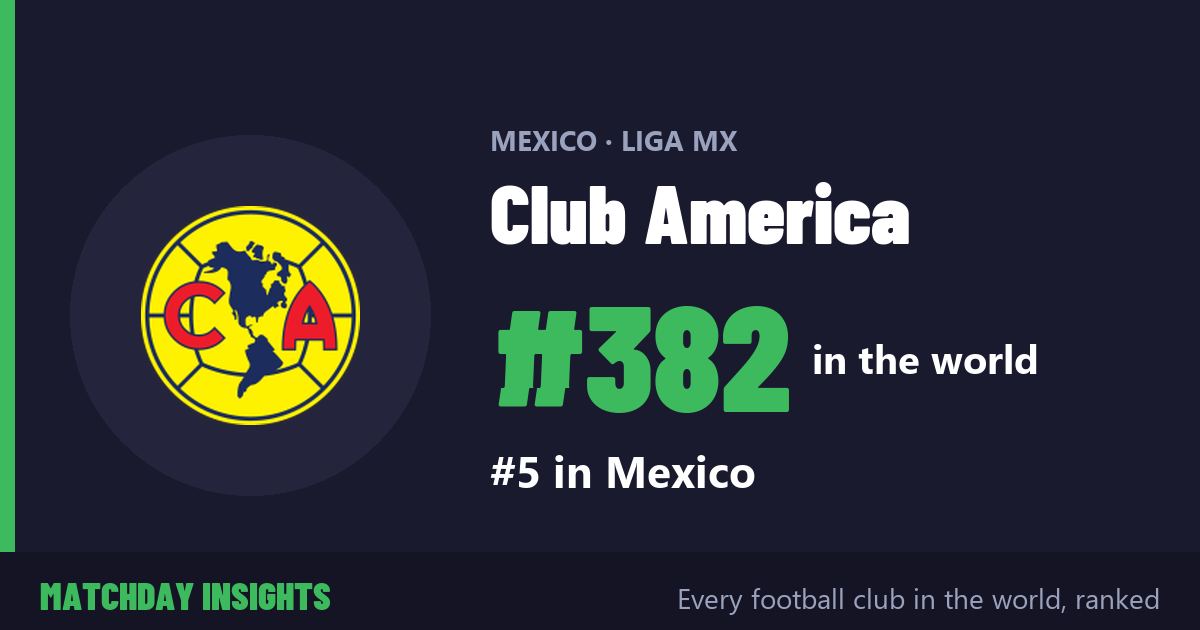 MEXICO · LIGA MX
Club America
CA
#382 in the world
#5 in Mexico
MATCHDAY INSIGHTS
Every football club in the world, ranked